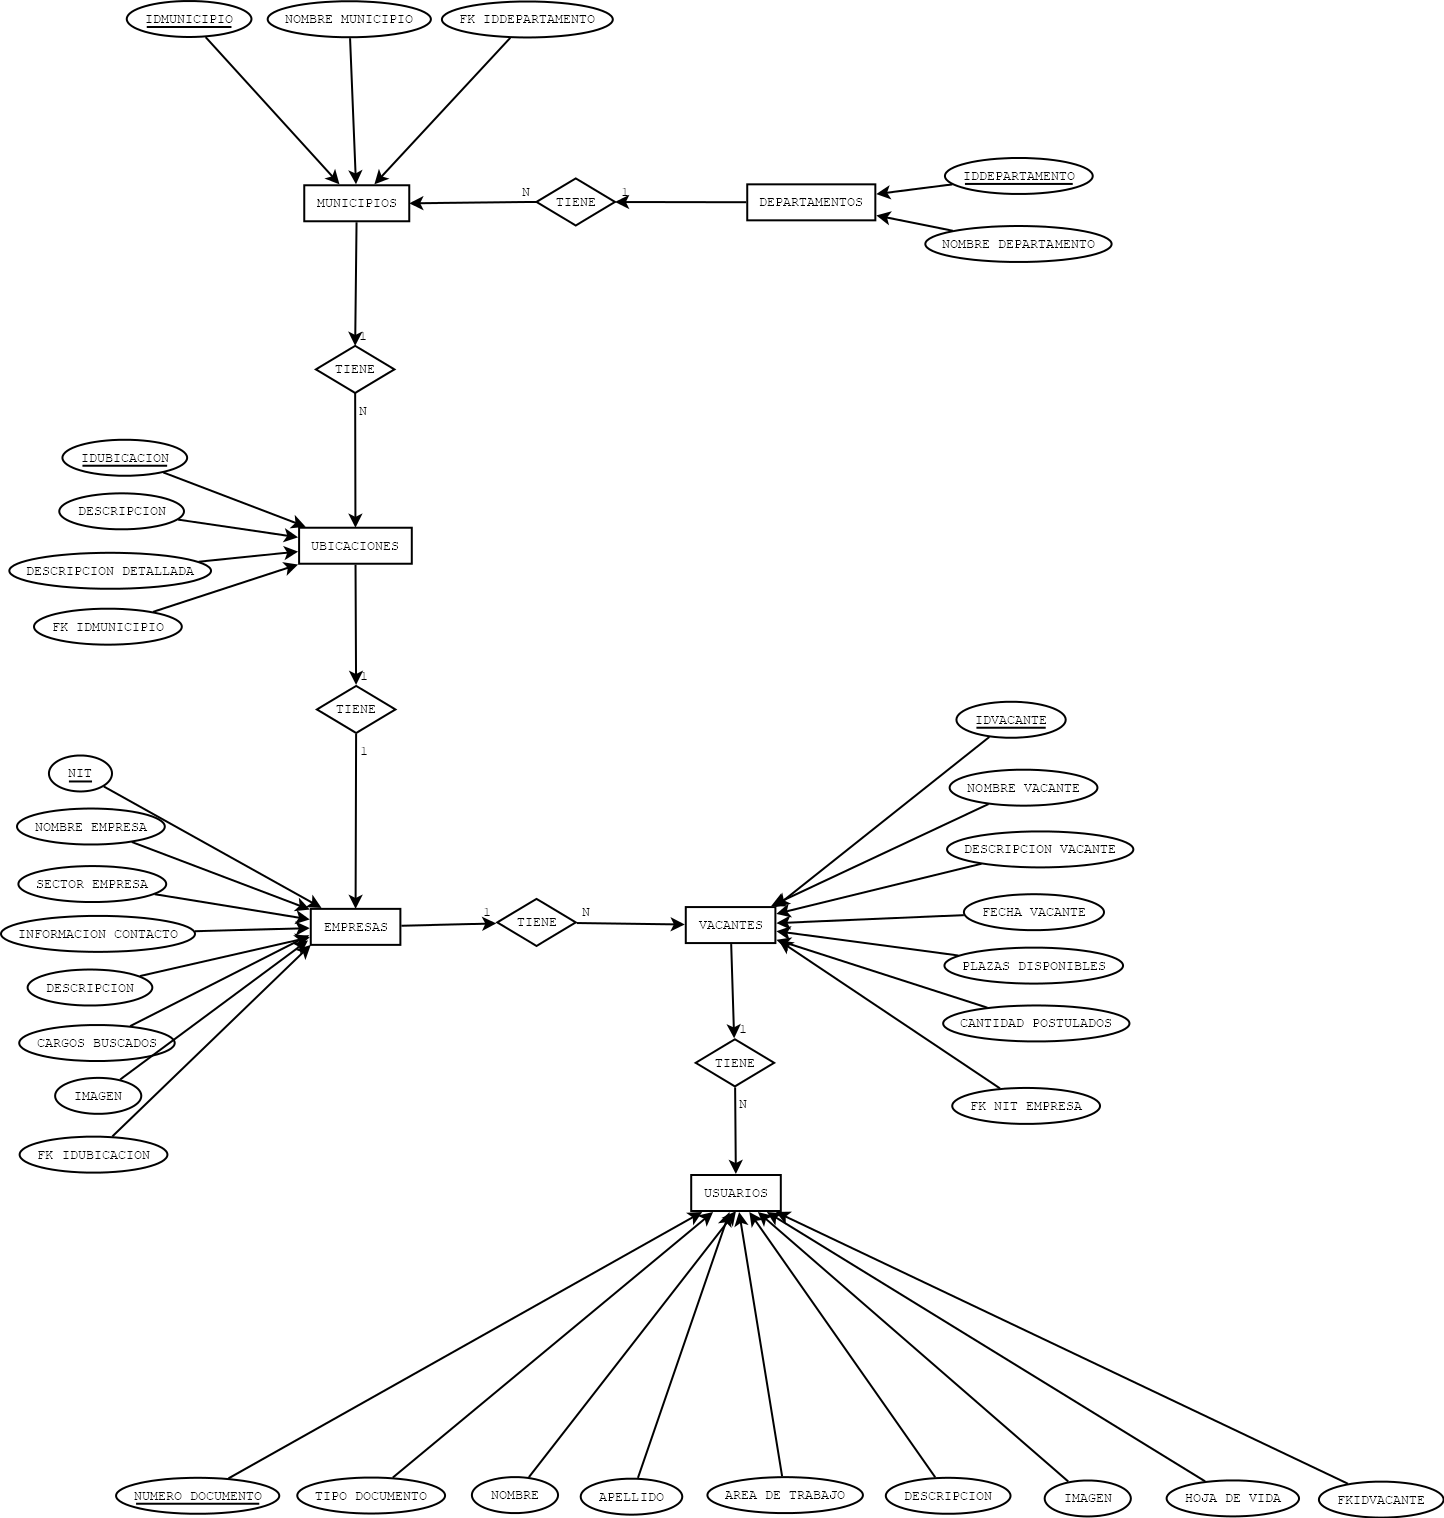 IDMUNICIPIO
NOMBRE MUNICIPIO
FK IDDEPARTAMENTO
IDDEPARTAMENTO
MUNICIPIOS
N
TIENE
1
DEPARTAMENTOS
NOMBRE DEPARTAMENTO
1
TIENE
N
IDUBICACION
DESCRIPCION
UBICACIONES
DESCRIPCION DETALLADA
FK IDMUNICIPIO
1
TIENE
1
IDVACANTE
NIT
NOMBRE VACANTE
NOMBRE EMPRESA
DESCRIPCION VACANTE
SECTOR EMPRESA
1
TIENE
N
FECHA VACANTE
EMPRESAS
VACANTES
INFORMACION CONTACTO
PLAZAS DISPONIBLES
DESCRIPCION
CANTIDAD POSTULADOS
CARGOS BUSCADOS
1
TIENE
N
IMAGEN
FK NIT EMPRESA
FK IDUBICACION
USUARIOS
NUMERO DOCUMENTO
TIPO DOCUMENTO
NOMBRE
APELLIDO
AREA DE TRABAJO
DESCRIPCION
IMAGEN
HOJA DE VIDA
FKIDVACANTE